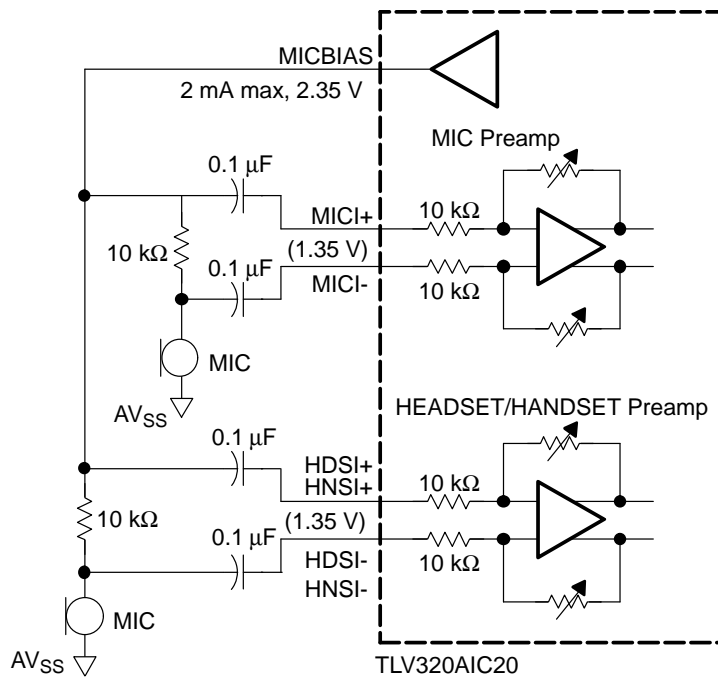 MICBIAS
2 mA max, 2.35 V
MIC Preamp
0.1 μF
MICI+
10 kΩ
10 kΩ
(1.35 V)
0.1 μF
MICI-
10 kΩ
MIC
AVSS
HEADSET/HANDSET Preamp
0.1 μF
HDSI+
HNSI+
10 kΩ
10 kΩ
(1.35 V)
0.1 μF
HDSI-
HNSI-
10 kΩ
MIC
AVSS
TLV320AIC20